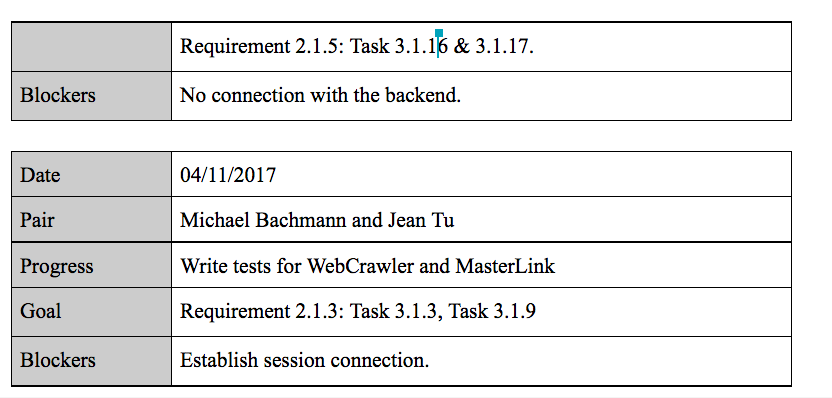 Requirement 2.1.5: Task 3.1.16 & 3.1.17.
Blockers No connection with the backend.
Date 04/11/2017
Pair Michael Bachmann and Jean Tu
Progress Write tests for WebCrawler and MasterLink
Goal Requirement 2.1.3: Task 3.1.3, Task 3.1.9
Blockers Establish session connection.